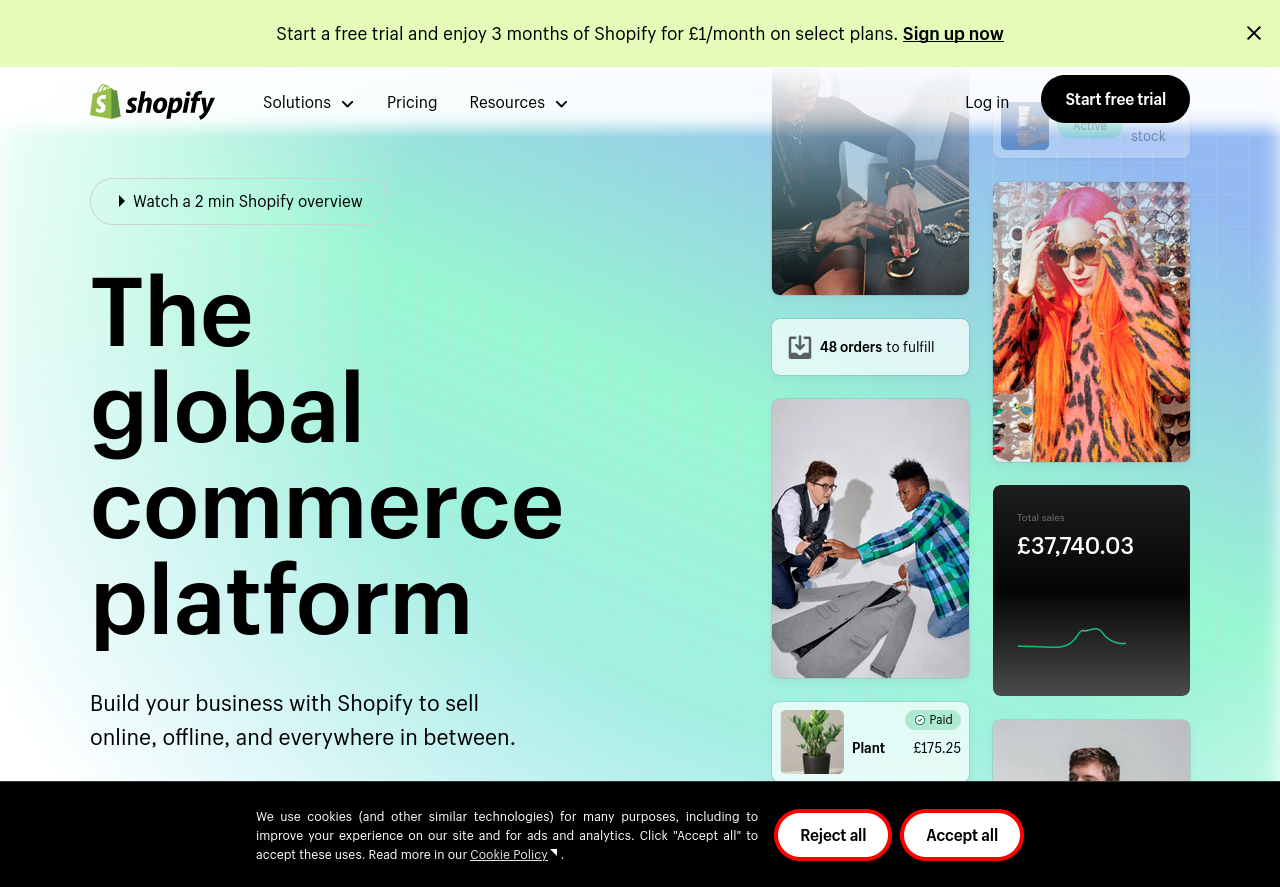 Start a free trial and enjoy 3 months of Shopify for £1/month on select plans. Sign up now
shopify
Solutions
Pricing
Resources
Log in
Start free trial
Active
stock
Watch a 2 min Shopify overview
The
global
commerce
platform
Build your business with Shopify to sell
online, offline, and everywhere in between.
48 orders to fulfill
Total sales
£37,740.03
Paid
Plant
£175.25
We use cookies (and other similar technologies) for many purposes, including to
improve your experience on our site and for ads and analytics. Click "Accept all" to
accept these uses. Read more in our Cookie Policy .
Reject all
Accept all